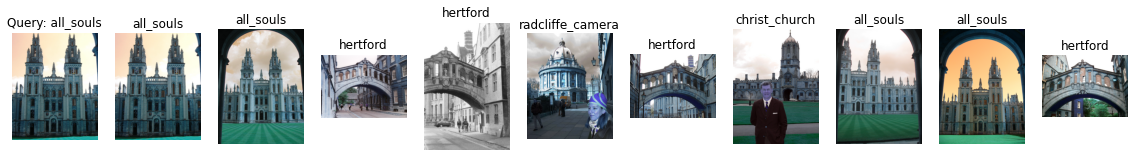 Query: all_souls
all_souls
all_souls
hertford
hertford
radcliffe_camera
hertford
christ_church
all_souls
all_souls
hertford